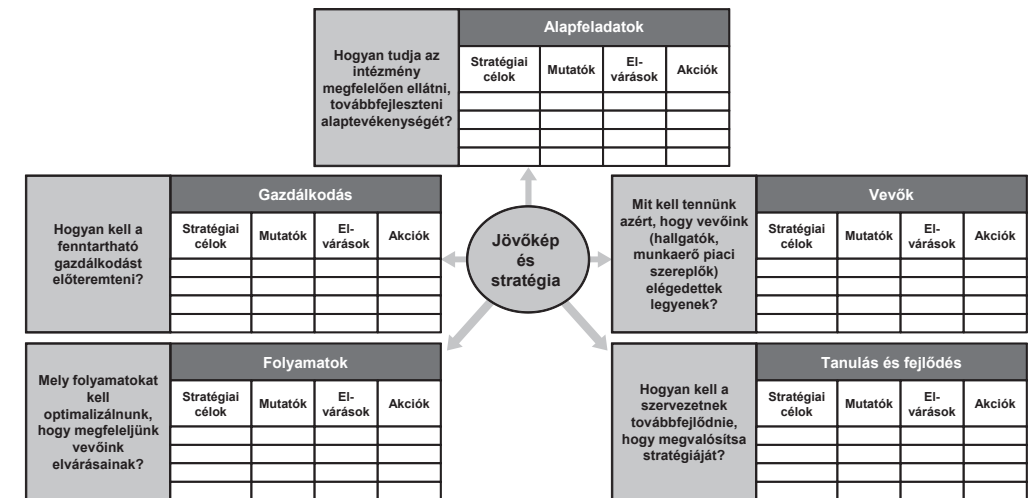 Alapfeladatok
Hogyan tudja az
intézmény
megfelelően ellátni,
továbbfejleszteni
alaptevékenységét?
Stratégiai
célok
Mutatók
El-
várások
Akciók
Gazdálkodás
Hogyan kell a
fenntartható
gazdálkodást
előteremteni?
Stratégiai
célok
Mutatók
El-
várások
Akciók
Jövőkép
és
stratégia
Vevők
Mit kell tennünk
azért, hogy vevőink
(hallgatók,
munkaerő piaci
szereplők)
elégedettek
legyenek?
Stratégiai
célok
Mutatók
El-
várások
Akciók
Folyamatok
Mely folyamatokat
kell
optimalizálnunk,
hogy megfeleljünk
vevőink
elvárásainak?
Stratégiai
célok
Mutatók
El-
várások
Akciók
Tanulás és fejlődés
Hogyan kell a
szervezetnek
továbbfejlődnie,
hogy megvalósítsa
stratégiáját?
Stratégiai
célok
Mutatók
El-
várások
Akciók